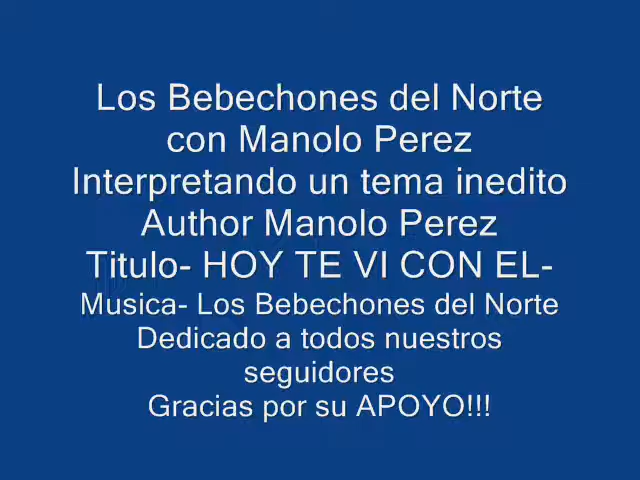 Los Bebechones del Norte
con Manolo Perez
Interpretando un tema inedito
Author Manolo Perez
Titulo- HOY TE VI CON EL-
Musica- Los Bebechones del Norte
Dedicado a todos nuestros
seguidores
Gracias por su APOYO!!!